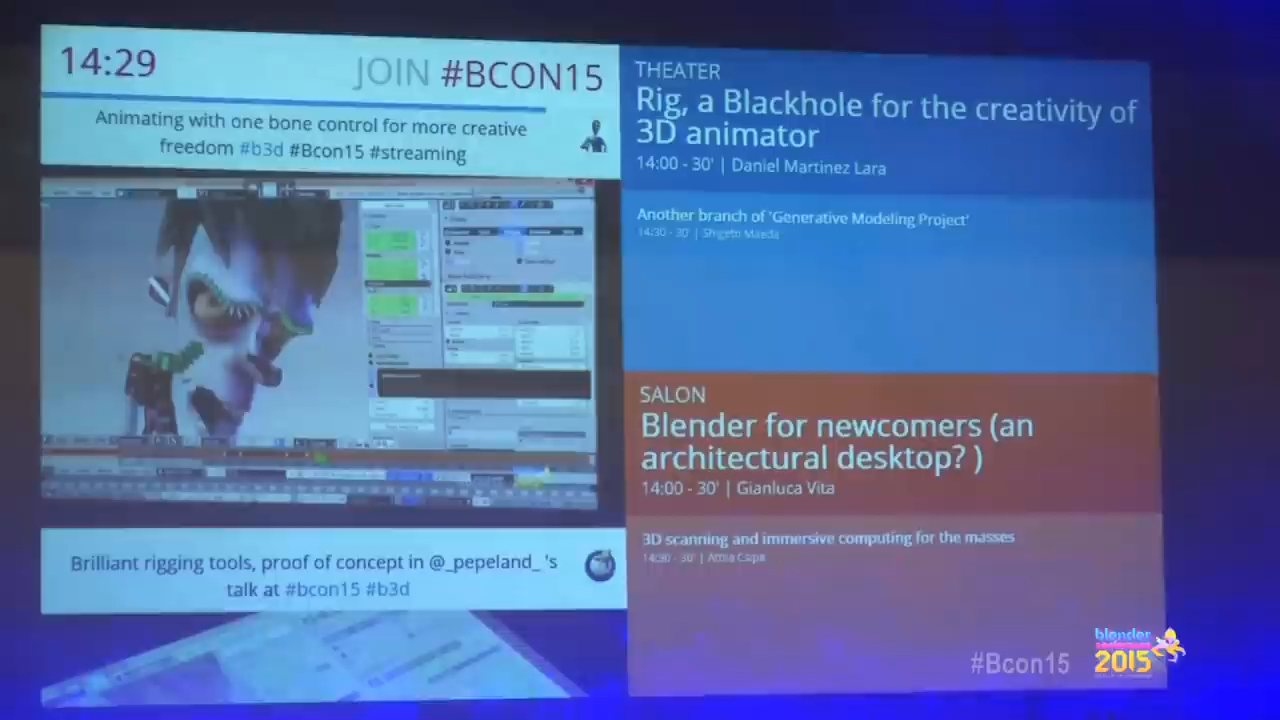 14:29
JOIN #BCON15
Animating with one bone control for more creative
freedom #b3d #Bcon15 #streaming
Brilliant rigging tools, proof of concept in @_pepeland_ 's
talk at #bcon15 #b3d
THEATER
Rig, a Blackhole for the creativity of
3D animator
14:00 - 30' | Daniel Martinez Lara
Another branch of 'Generative Modeling Project'
14:30 - 30' | Shigeto Maeda
SALON
Blender for newcomers (an
architectural desktop? )
14:00 - 30' | Gianluca Vita
3D scanning and immersive computing for the masses
14:30 - 30' | Attila Csipa
#Bcon15
blender
conference
2015